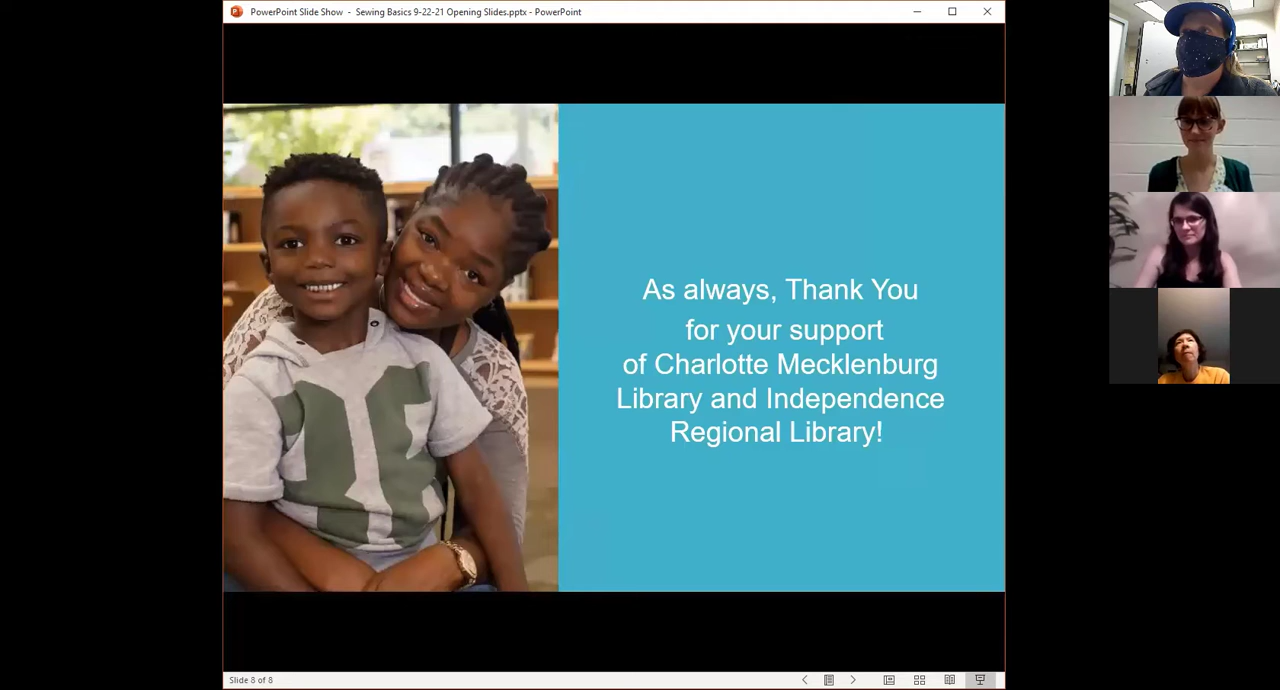 PowerPoint Slide Show - Sewing Basics 9-22-21 Opening Slides.pptx - PowerPoint
As always, Thank You
for your support
of Charlotte Mecklenburg
Library and Independence
Regional Library!
Slide 8 of 8